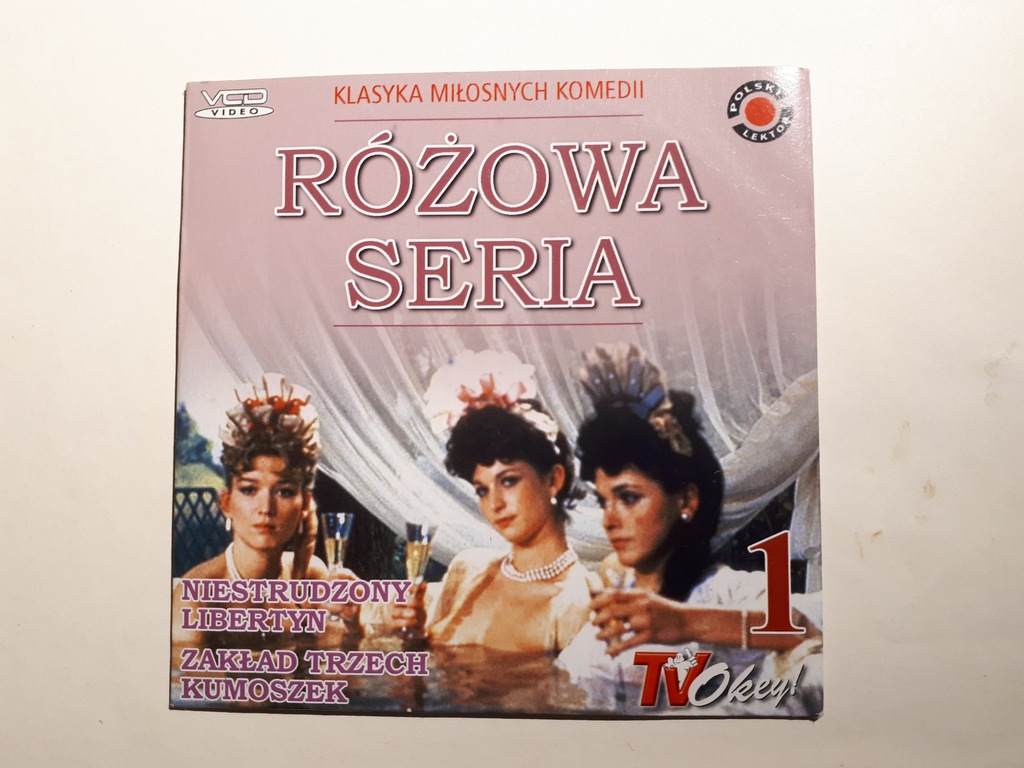 VCD
VIDEO
KLASYKA MIŁOSNYCH KOMEDII
POLSKI
LEKTOR
RÓŻOWA
SERIA
NIESTRUDZONY
LIBERTYN
ZAKŁAD TRZECH
KUMOSZEK
1
TV Okey!